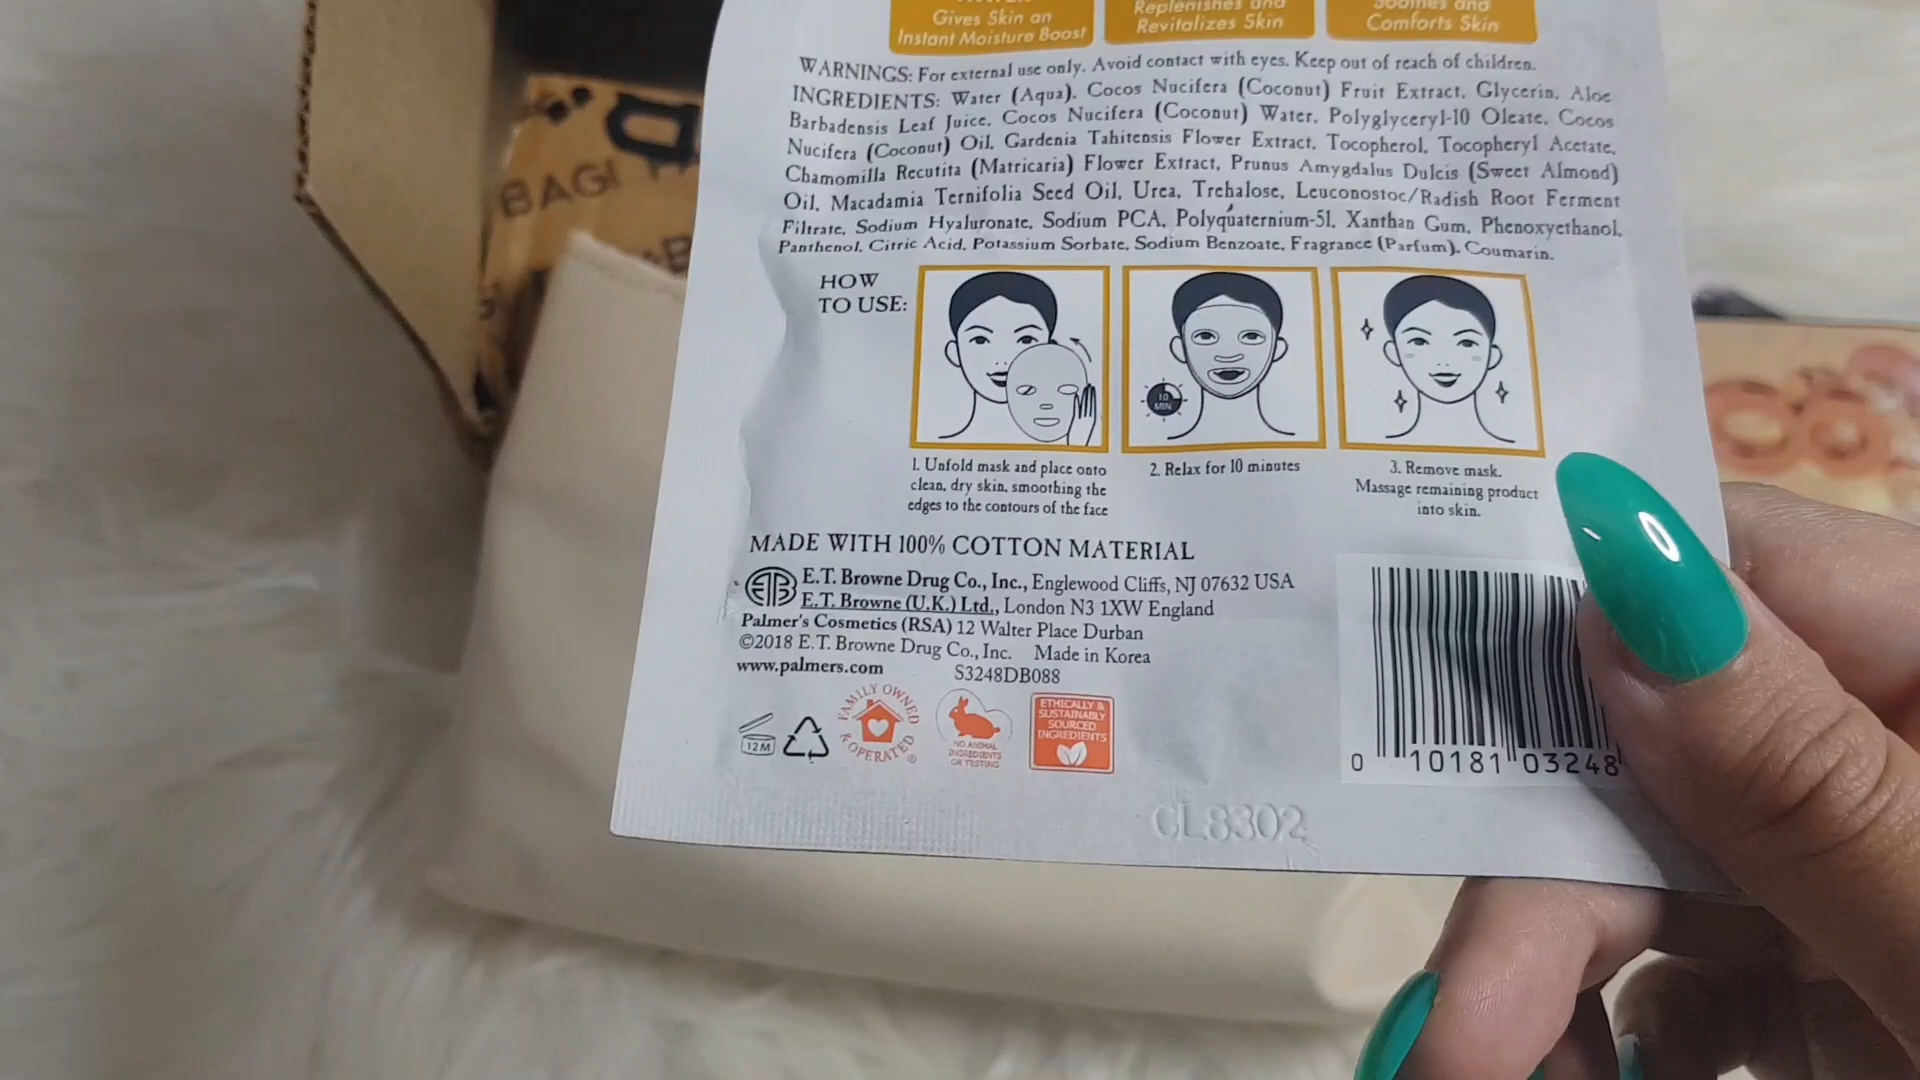 Gives Skin an
Instant Moisture Boost
Replenishes and
Revitalizes Skin
Soothes and
Comforts Skin
WARNINGS: For external use only. Avoid contact with eyes. Keep out of reach of children.
INGREDIENTS: Water (Aqua), Cocos Nucifera (Coconut) Fruit Extract, Glycerin, Aloe
Barbadensis Leaf Juice, Cocos Nucifera (Coconut) Water, Polyglyceryl-10 Oleate, Cocos
Nucifera (Coconut) Oil, Gardenia Tahitensis Flower Extract, Tocopherol, Tocopheryl Acetate,
Chamomilla Recutita (Matricaria) Flower Extract, Prunus Amygdalus Dulcis (Sweet Almond)
Oil, Macadamia Ternifolia Seed Oil, Urea, Trehalose, Leuconostoc/Radish Root Ferment
Filtrate, Sodium Hyaluronate, Sodium PCA, Polyquaternium-51, Xanthan Gum, Phenoxyethanol,
Panthenol, Citric Acid, Potassium Sorbate, Sodium Benzoate, Fragrance (Parfum), Coumarin.
HOW
TO USE:
10
MIN
1. Unfold mask and place onto
clean, dry skin, smoothing the
edges to the contours of the face
2. Relax for 10 minutes
3. Remove mask.
Massage remaining product
into skin.
MADE WITH 100% COTTON MATERIAL
ETB E.T. Browne Drug Co., Inc., Englewood Cliffs, NJ 07632 USA
E.T. Browne (U.K.) Ltd., London N3 1XW England
Palmer's Cosmetics (RSA) 12 Walter Place Durban
©2018 E.T. Browne Drug Co., Inc. Made in Korea
www.palmers.com S3248DB088
12M
FAMILY OWNED
& OPERATED ®
NO ANIMAL
INGREDIENTS
OR TESTING
ETHICALLY &
SUSTAINABLY
SOURCED
INGREDIENTS
0 10181 03248
CL8302
BAGI